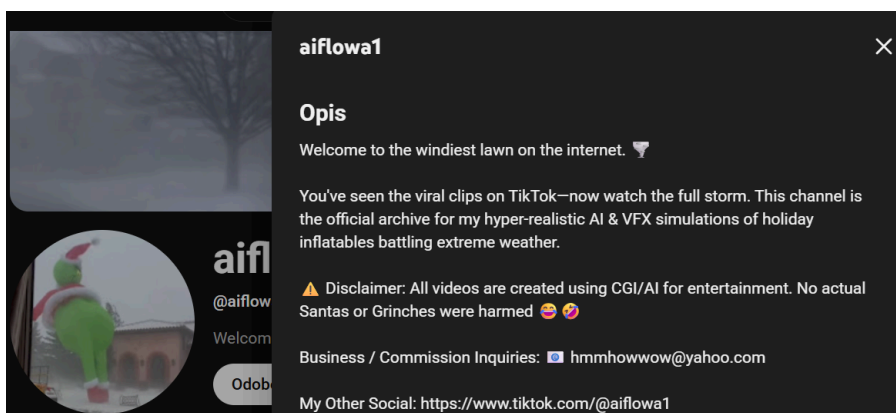 aiflowa1
Opis
Welcome to the windiest lawn on the internet. 🌪️
You've seen the viral clips on TikTok—now watch the full storm. This channel is
the official archive for my hyper-realistic AI & VFX simulations of holiday
inflatables battling extreme weather.
⚠️ Disclaimer: All videos are created using CGI/AI for entertainment. No actual
Santas or Grinches were harmed 😂🤣
Business / Commission Inquiries: 📧 hmmhowwow@yahoo.com
My Other Social: https://www.tiktok.com/@aiflowa1
aifl
@aiflow
Welcom
Odob